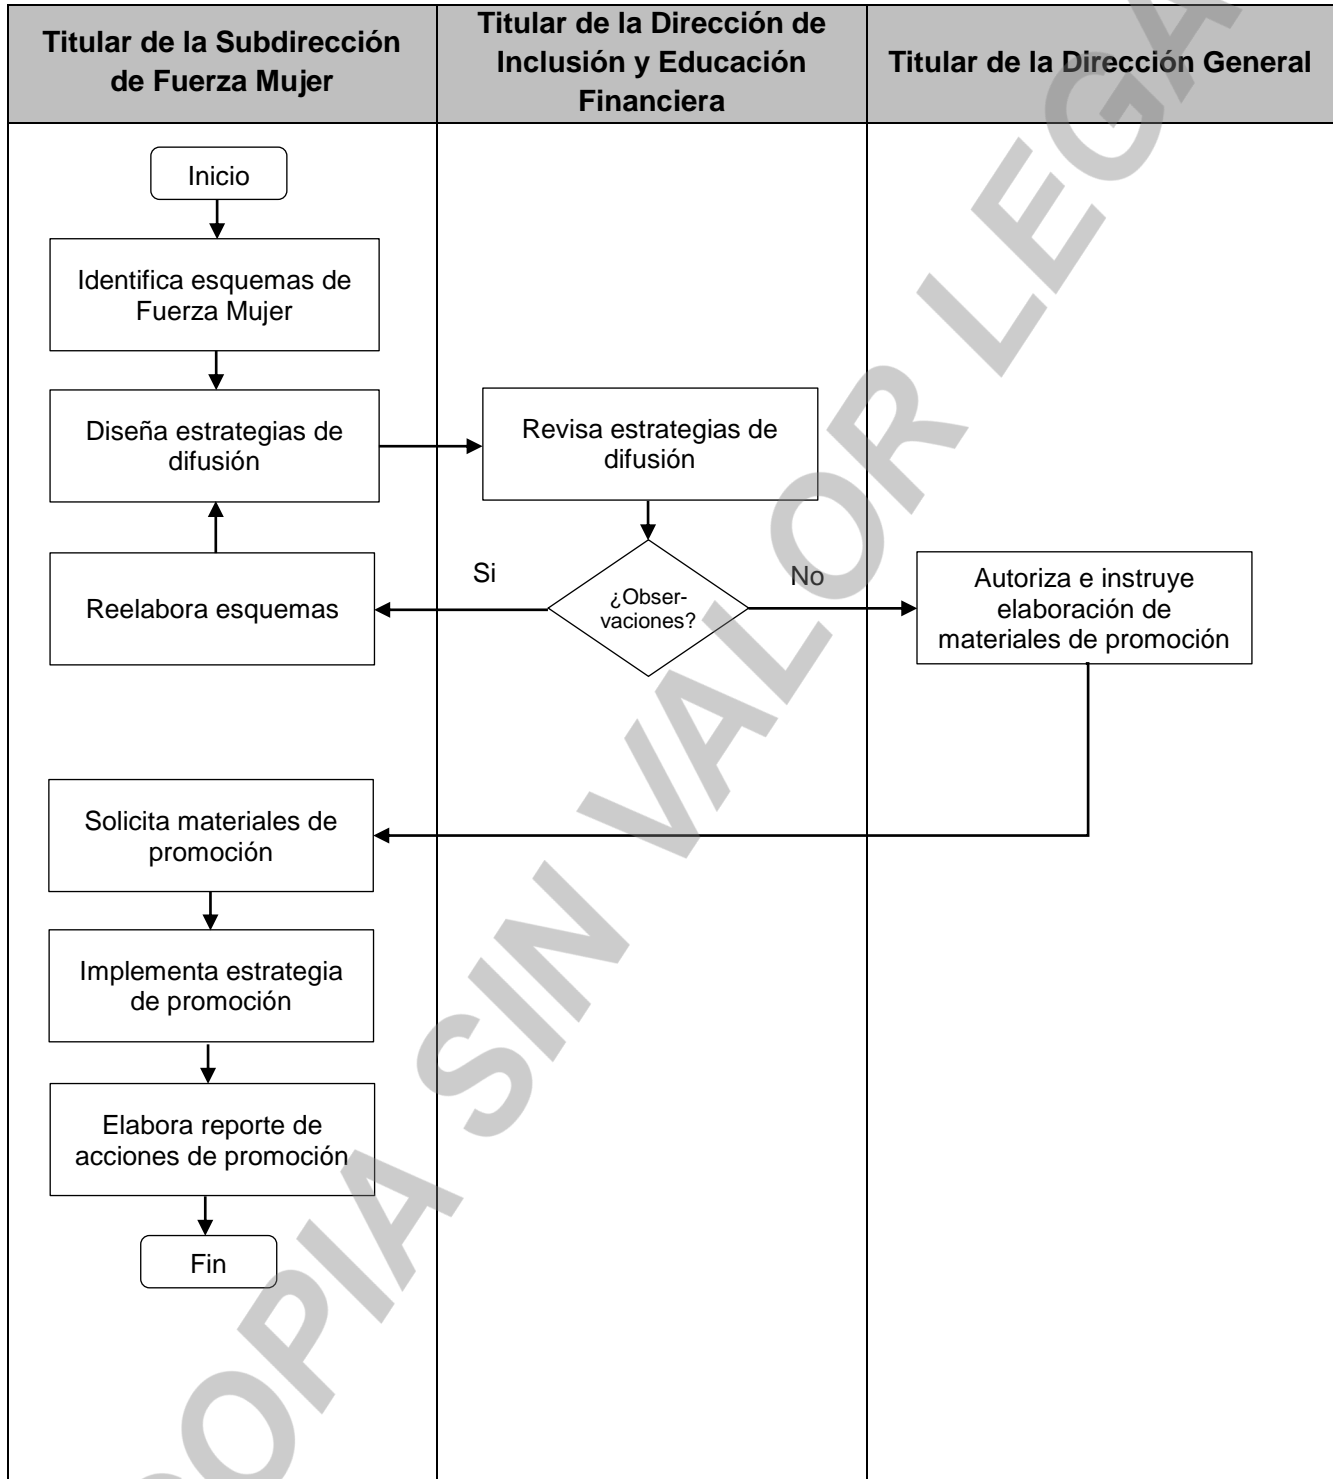 Titular de la Subdirección
de Fuerza Mujer
Titular de la Dirección de
Inclusión y Educación
Financiera
Titular de la Dirección General
Inicio
Identifica esquemas de
Fuerza Mujer
Diseña estrategias de
difusión
Revisa estrategias de
difusión
Reelabora esquemas
Si
¿Obser-
vaciones?
No
Autoriza e instruye
elaboración de
materiales de promoción
Solicita materiales de
promoción
Implementa estrategia
de promoción
Elabora reporte de
acciones de promoción
Fin
OPIA SIN VALOR LEGA